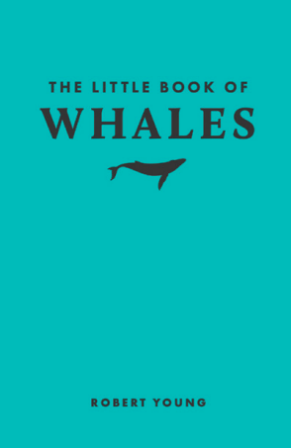 THE LITTLE BOOK OF
WHALES
ROBERT YOUNG